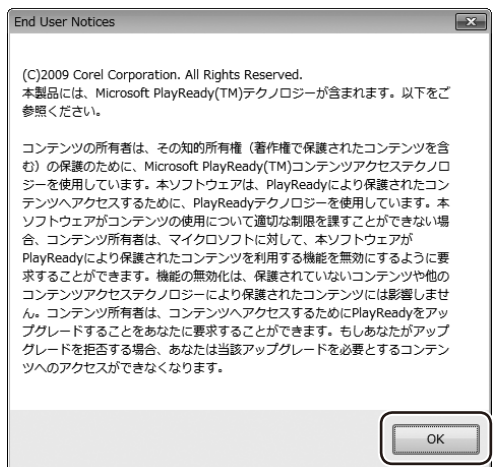 End User Notices
(C)2009 Corel Corporation. All Rights Reserved.
本製品には、Microsoft PlayReady(TM)テクノロジーが含まれます。以下をご
参照ください。
コンテンツの所有者は、その知的所有権（著作権で保護されたコンテンツを含
む）の保護のために、Microsoft PlayReady(TM)コンテンツアクセステクノロ
ジーを使用しています。本ソフトウェアは、PlayReadyにより保護されたコン
テンツへアクセスするために、PlayReadyテクノロジーを使用しています。本
ソフトウェアがコンテンツの使用について適切な制限を課すことができない場
合、コンテンツ所有者は、マイクロソフトに対して、本ソフトウェアが
PlayReadyにより保護されたコンテンツを利用する機能を無効にするように要
求することができます。機能の無効化は、保護されていないコンテンツや他の
コンテンツアクセステクノロジーにより保護されたコンテンツには影響しませ
ん。コンテンツ所有者は、コンテンツへアクセスするためにPlayReadyをアッ
プグレードすることをあなたに要求することができます。もしあなたがアップ
グレードを拒否する場合、あなたは当該アップグレードを必要とするコンテン
ツへのアクセスができなくなります。
OK